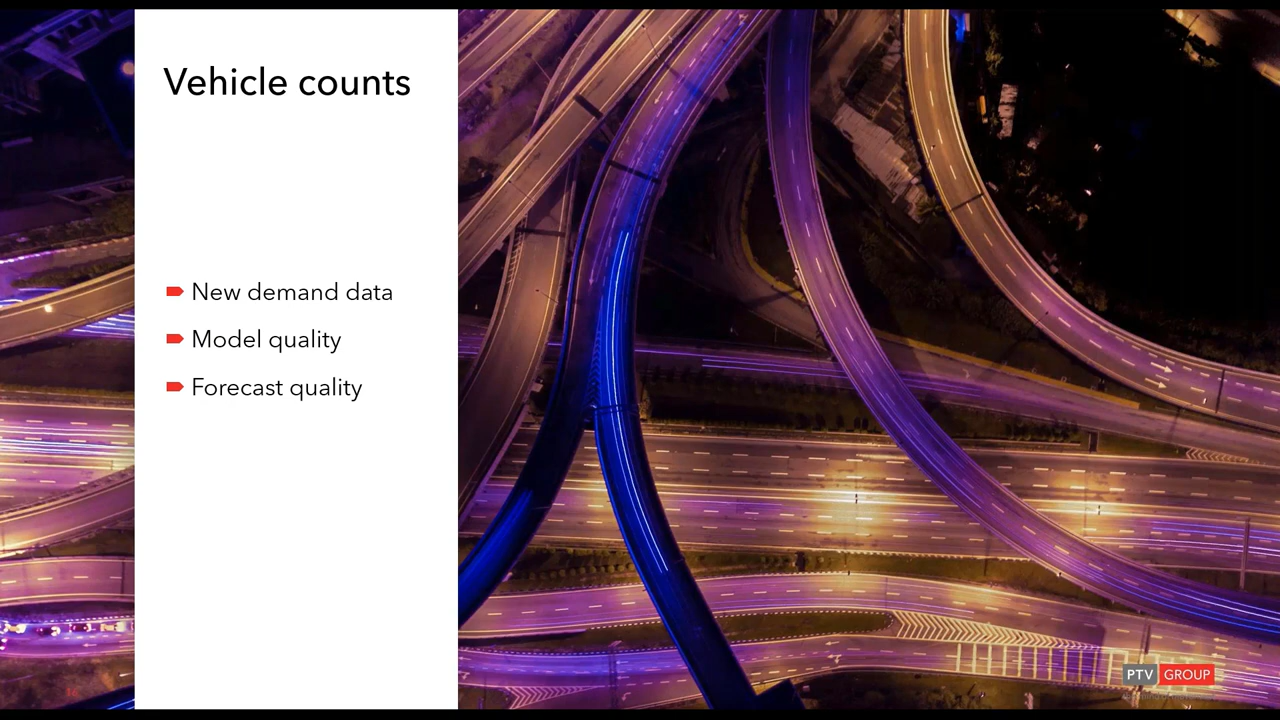 Vehicle counts
New demand data
Model quality
Forecast quality
PTV GROUP